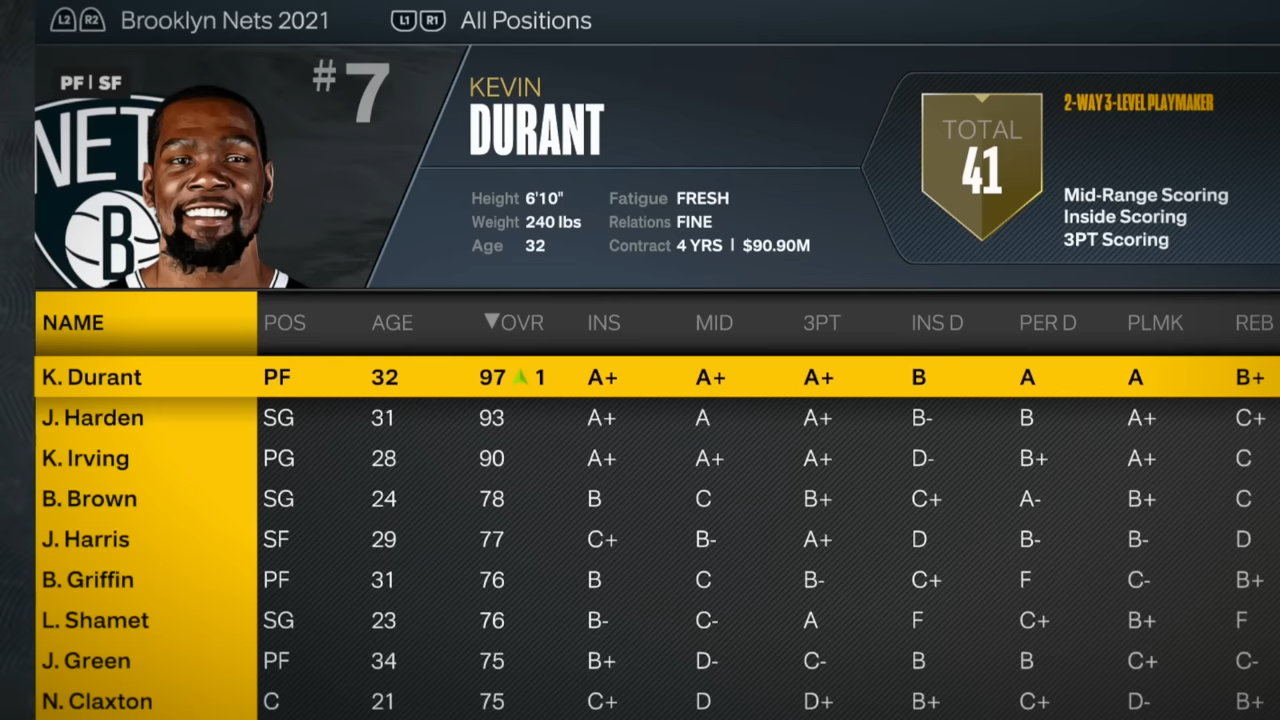 L2 R2 Brooklyn Nets 2021 L1 R1 All Positions
PF | SF
#7
NET
B
KEVIN
DURANT
Height 6'10" Fatigue FRESH
Weight 240 lbs Relations FINE
Age 32 Contract 4 YRS | $90.90M
TOTAL
41
2-WAY 3-LEVEL PLAYMAKER
Mid-Range Scoring
Inside Scoring
3PT Scoring
NAME POS AGE ▼OVR INS MID 3PT INS D PER D PLMK REB
K. Durant PF 32 97 ▲ 1 A+ A+ A+ B A A B+
J. Harden SG 31 93 A+ A A+ B- B A+ C+
K. Irving PG 28 90 A+ A+ A+ D- B+ A+ C
B. Brown SG 24 78 B C B+ C+ A- B+ C
J. Harris SF 29 77 C+ B- A+ D B- B- D
B. Griffin PF 31 76 B C B- C+ F C- B+
L. Shamet SG 23 76 B- C- A F C+ B+ F
J. Green PF 34 75 B+ D- C- B B C+ C-
N. Claxton C 21 75 C+ D D+ B+ C+ D- B+